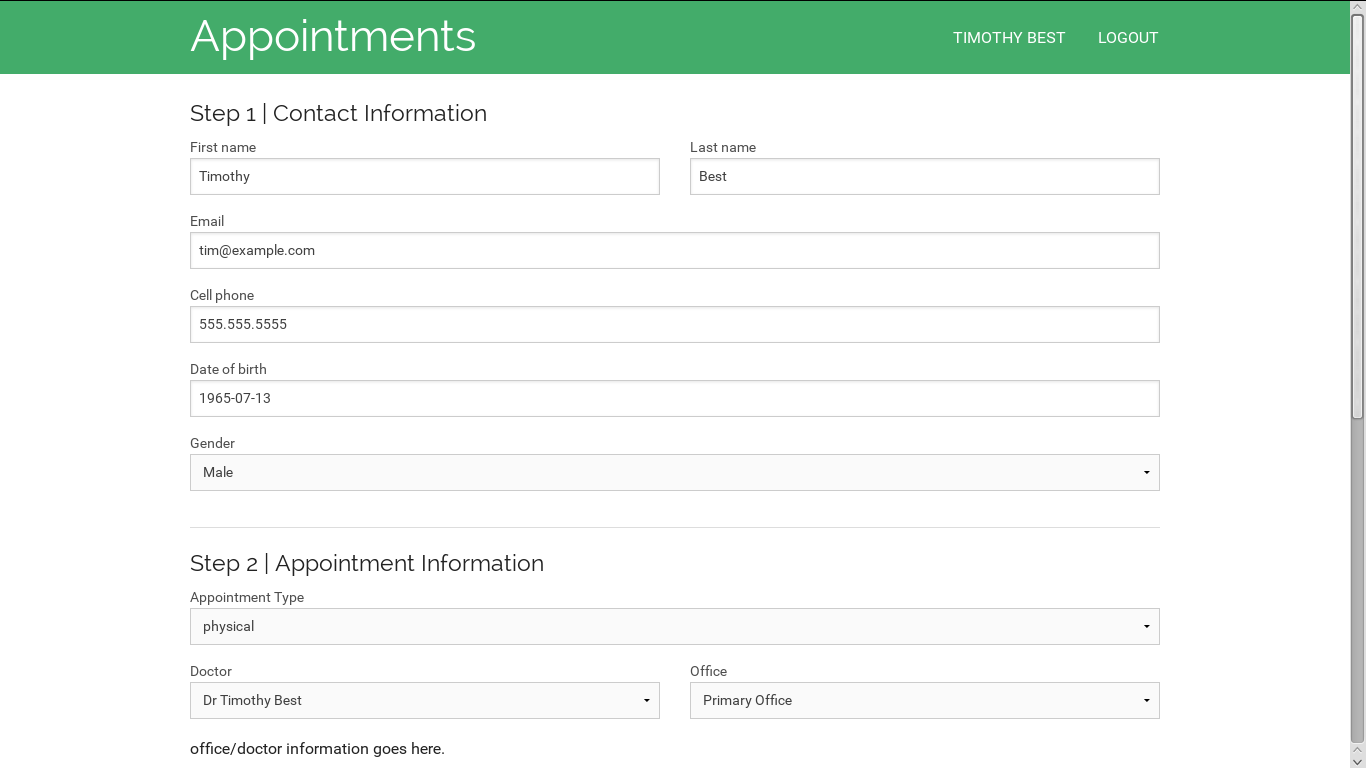 Appointments
TIMOTHY BEST
LOGOUT
Step 1 | Contact Information
First name
Last name
Timothy
Best
Email
tim@example.com
Cell phone
555.555.5555
Date of birth
1965-07-13
Gender
Male
Step 2 | Appointment Information
Appointment Type
physical
Doctor
Office
Dr Timothy Best
Primary Office
office/doctor information goes here.